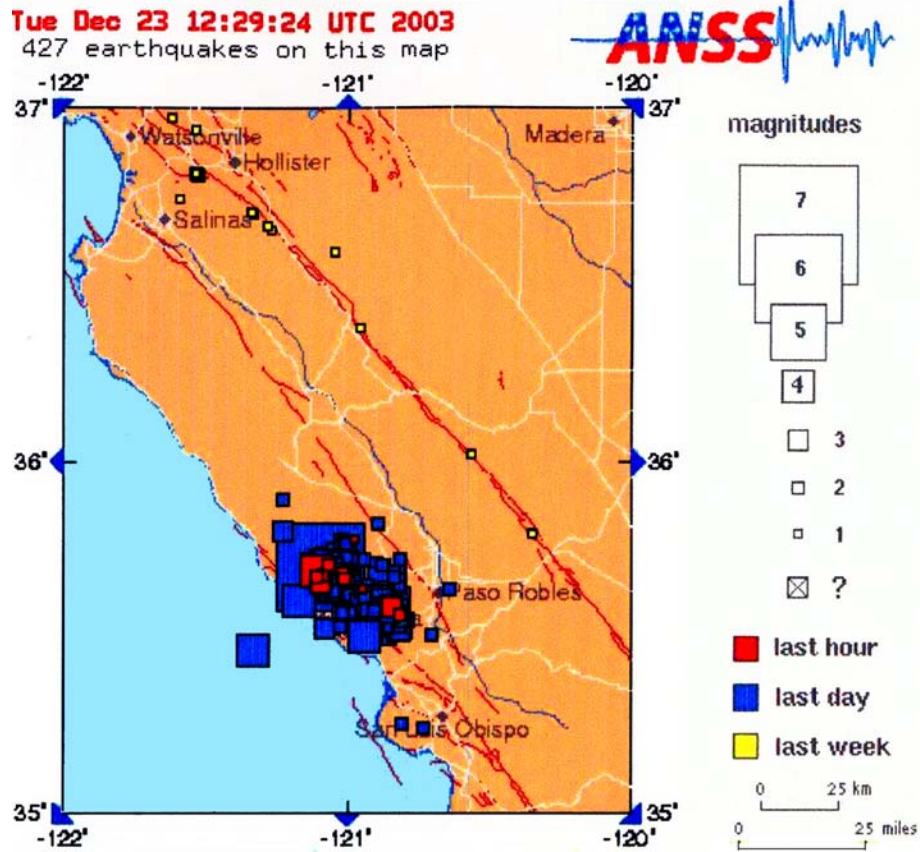 Tue Dec 23 12:29:24 UTC 2003
427 earthquakes on this map
ANSS
-122° -121° -120°
37° 37°
Watsonville
Madera
Hollister
Salinas
36° 36°
Paso Robles
San Luis Obispo
35° 35°
-122° -121° -120°
magnitudes
7
6
5
4
3
2
1
?
last hour
last day
last week
0 25 km
0 25 miles